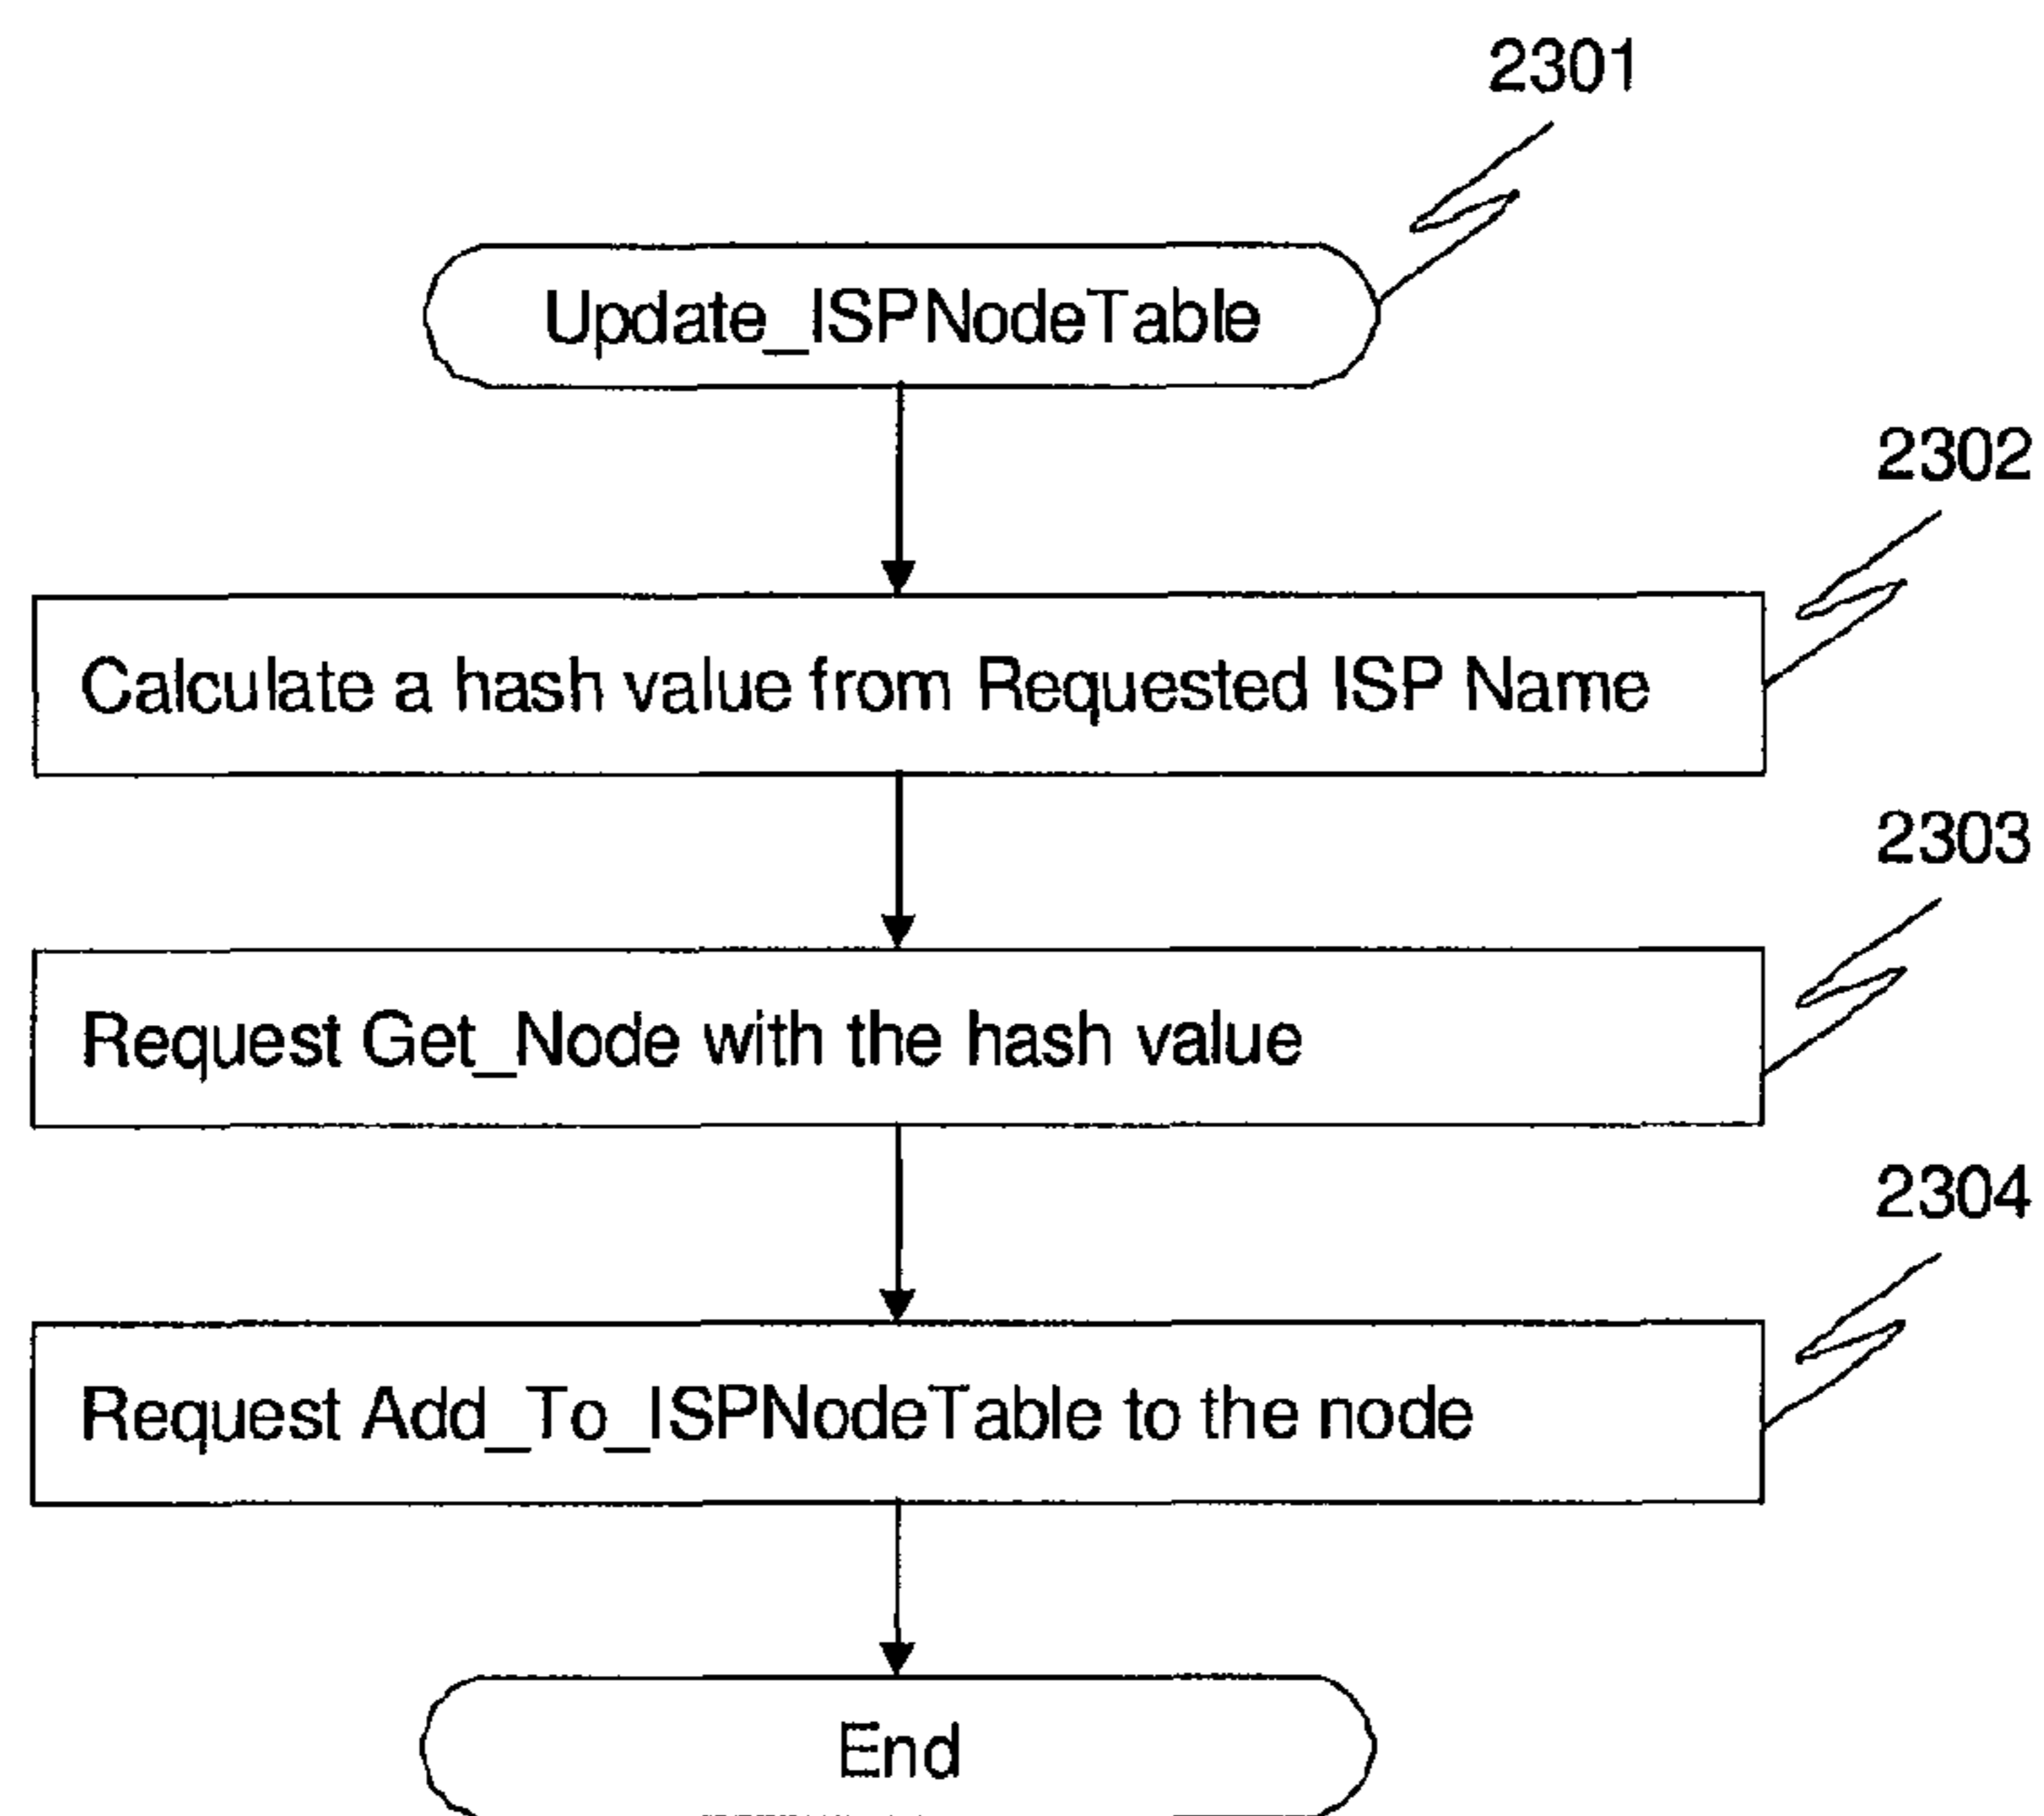 2301
Update_ISPNodeTable
2302
Calculate a hash value from Requested ISP Name
2303
Request Get_Node with the hash value
2304
Request Add_To_ISPNodeTable to the node
End